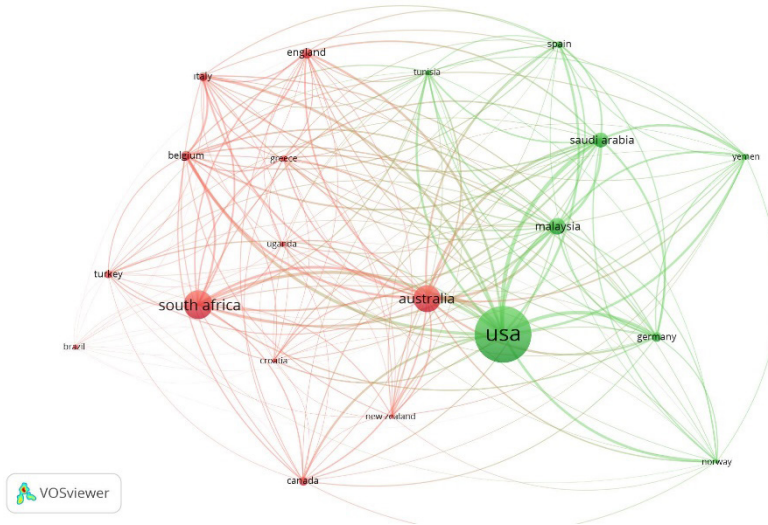 spain
england
tunisia
italy
saudi arabia
belgium
greece
yemen
malaysia
uganda
turkey
south africa
australia
usa
germany
brazil
croatia
new zealand
norway
canada
VOSviewer